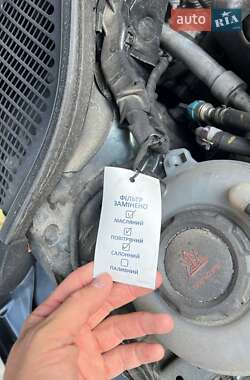 AUTO
RIA
ФІЛЬТР
ЗАМІНЕНО
МАСЛЯНИЙ
ПОВІТРЯНИЙ
САЛОННИЙ
ПАЛИВНИЙ